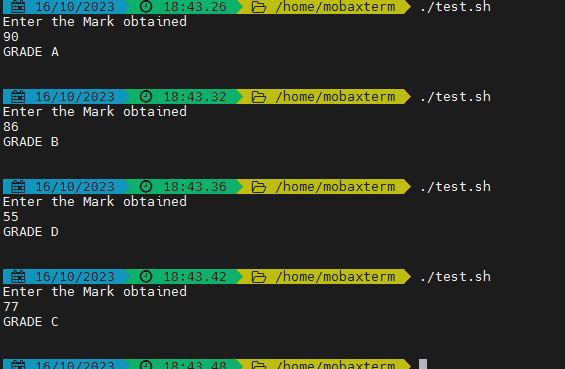 16/10/2023 18:43.26 /home/mobaxterm ./test.sh
Enter the Mark obtained
90
GRADE A
16/10/2023 18:43.32 /home/mobaxterm ./test.sh
Enter the Mark obtained
86
GRADE B
16/10/2023 18:43.36 /home/mobaxterm ./test.sh
Enter the Mark obtained
55
GRADE D
16/10/2023 18:43.42 /home/mobaxterm ./test.sh
Enter the Mark obtained
77
GRADE C
16/10/2023 18:43.48 /home/mobaxterm